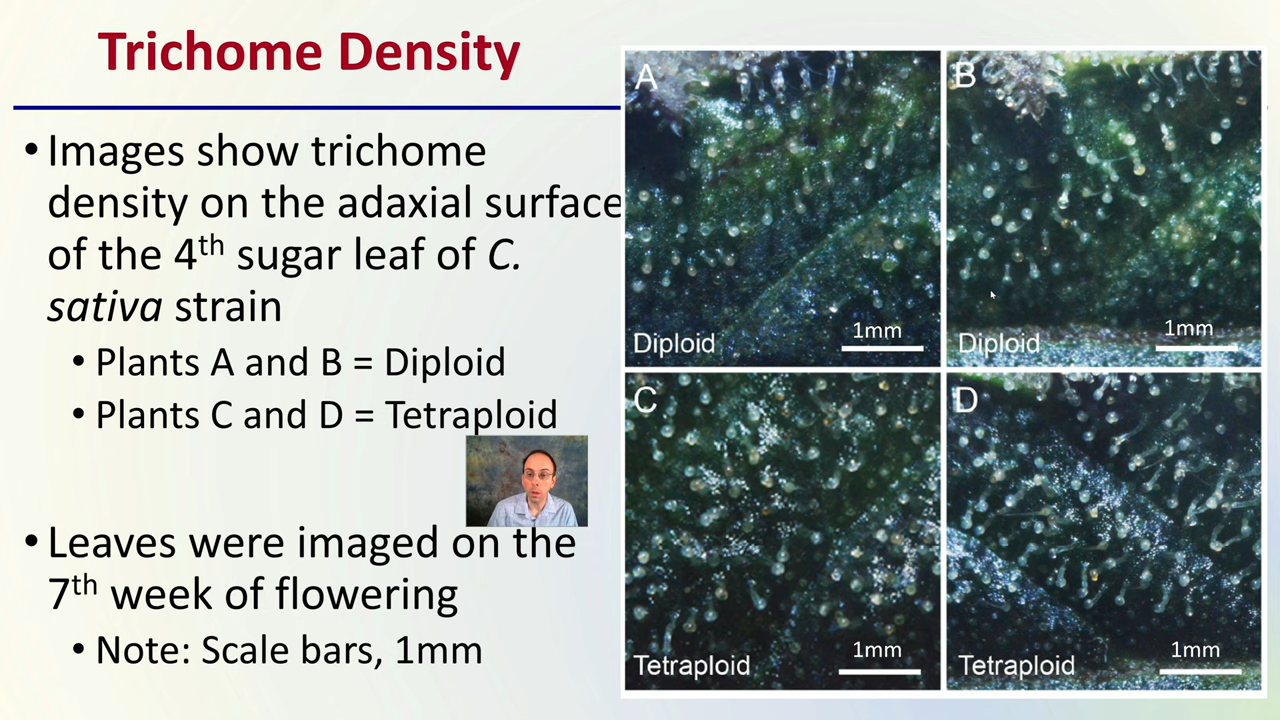 Trichome Density
• Images show trichome
density on the adaxial surface
of the 4th sugar leaf of C.
sativa strain
• Plants A and B = Diploid
• Plants C and D = Tetraploid
• Leaves were imaged on the
7th week of flowering
• Note: Scale bars, 1mm
A
Diploid
1mm
B
Diploid
1mm
C
Tetraploid
1mm
D
Tetraploid
1mm